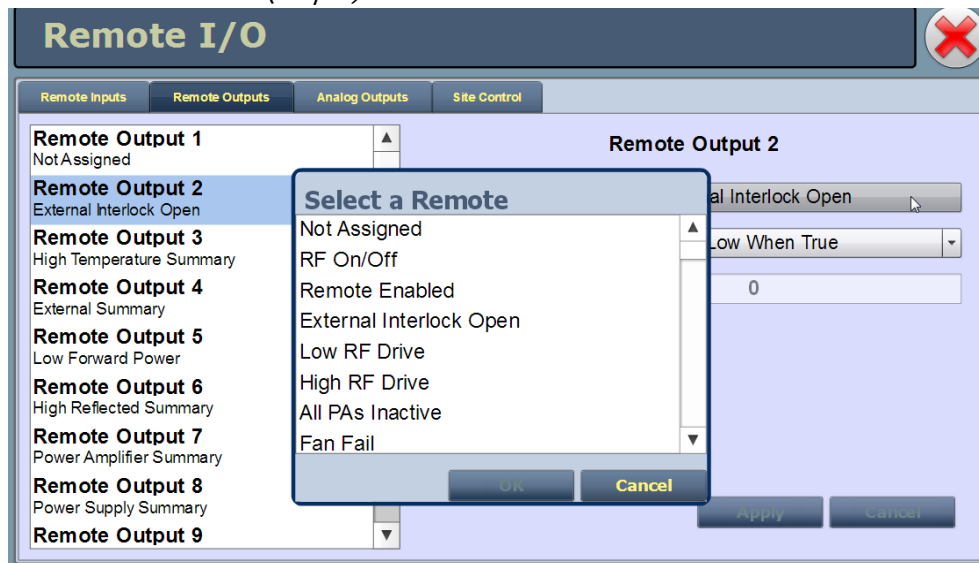 Remote I/O
Remote Inputs
Remote Outputs
Analog Outputs
Site Control
Remote Output 1
Not Assigned
Remote Output 2
External Interlock Open
Remote Output 3
High Temperature Summary
Remote Output 4
External Summary
Remote Output 5
Low Forward Power
Remote Output 6
High Reflected Summary
Remote Output 7
Power Amplifier Summary
Remote Output 8
Power Supply Summary
Remote Output 9
Remote Output 2
al Interlock Open
Low When True
0
Select a Remote
Not Assigned
RF On/Off
Remote Enabled
External Interlock Open
Low RF Drive
High RF Drive
All PAs Inactive
Fan Fail
OK
Cancel
Apply
Cancel